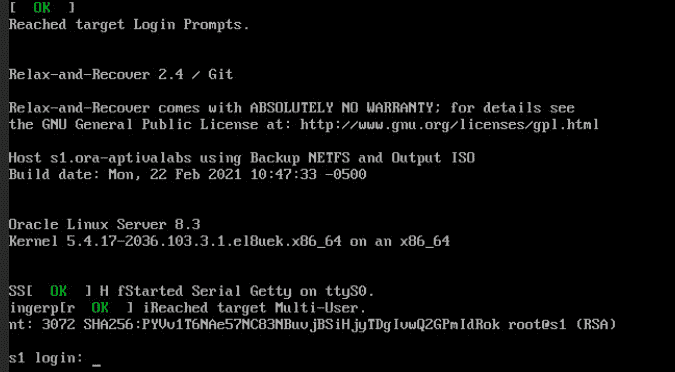 [  OK  ]
Reached target Login Prompts.
Relax-and-Recover 2.4 / Git
Relax-and-Recover comes with ABSOLUTELY NO WARRANTY; for details see
the GNU General Public License at: http://www.gnu.org/licenses/gpl.html
Host s1.ora-aptivalabs using Backup NETFS and Output ISO
Build date: Mon, 22 Feb 2021 10:47:33 -0500
Oracle Linux Server 8.3
Kernel 5.4.17-2036.103.3.1.el8uek.x86_64 on an x86_64
SS[  OK  ] H fStarted Serial Getty on ttyS0.
ingerp[r  OK  ] iReached target Multi-User.
nt: 3072 SHA256:PYVv1T6NAe57NC83NBuvjBSiHjyTDgIvwQ2GPmIdRok root@s1 (RSA)
s1 login: _